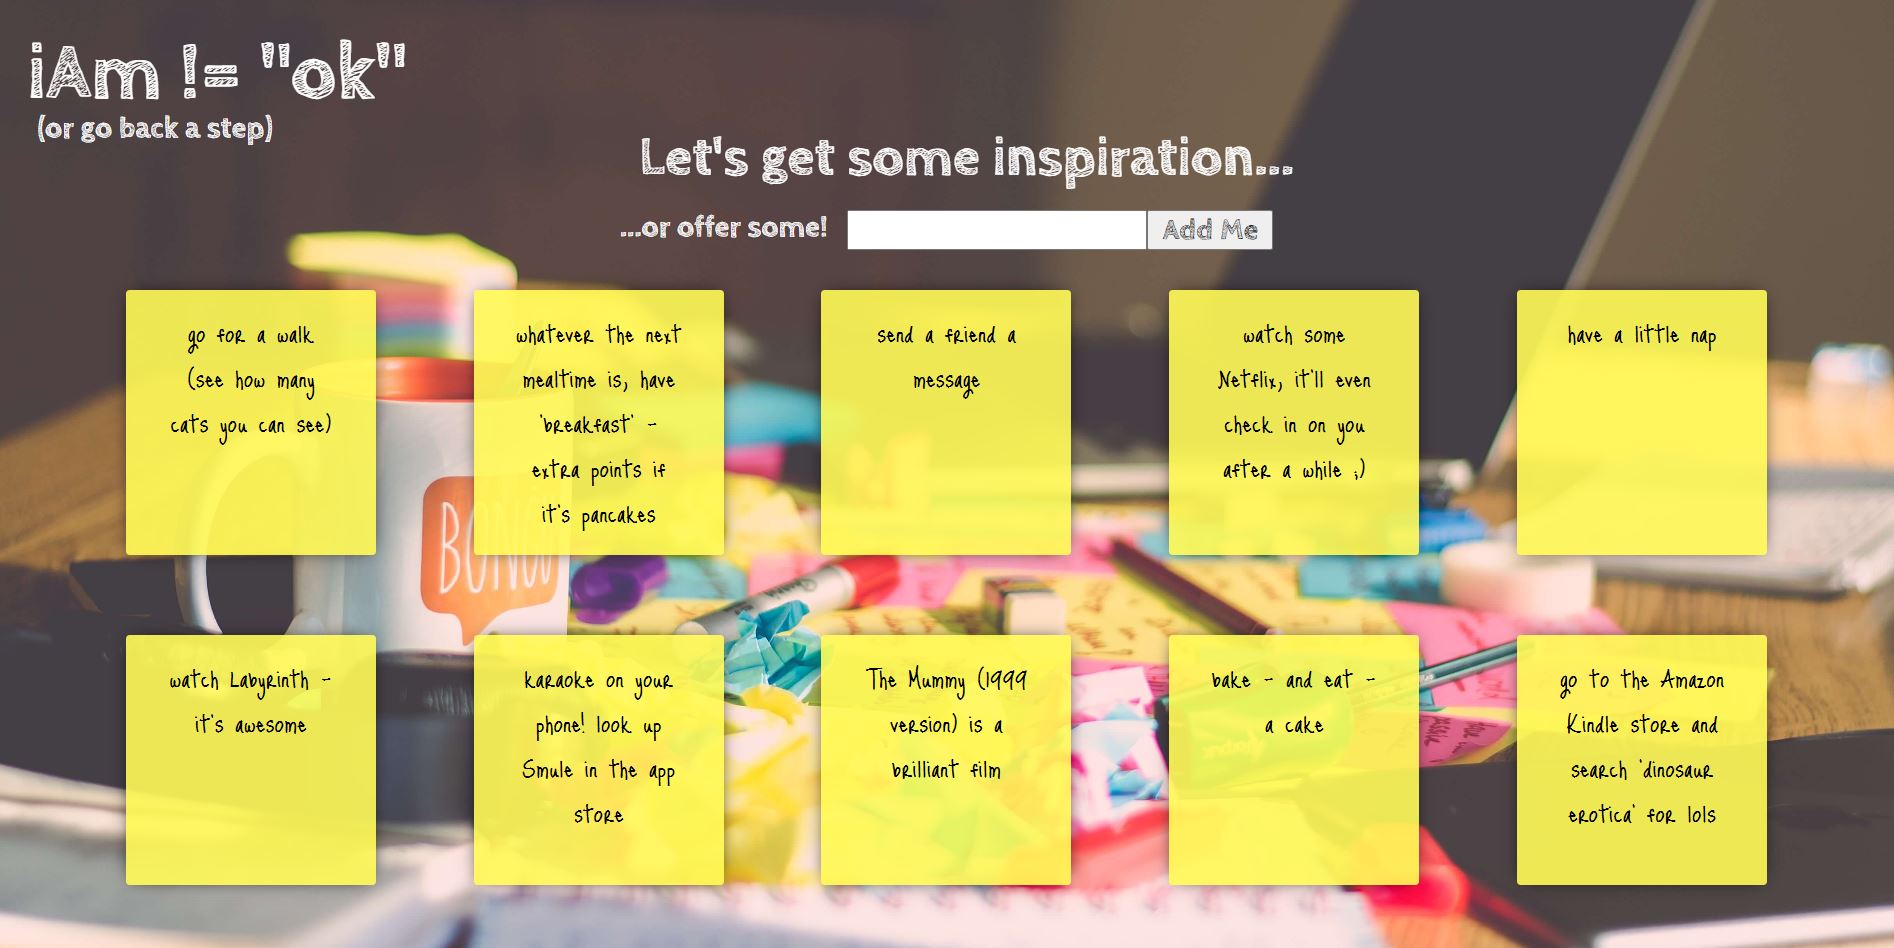 iAm != "ok"
(or go back a step)
Let's get some inspiration...
...or offer some!
Add Me
go for a walk
(see how many
cats you can see)
whatever the next
mealtime is, have
'breakfast' -
extra points if
it's pancakes
send a friend a
message
watch some
Netflix, it'll even
check in on you
after a while ;)
have a little nap
BONOU
watch Labyrinth -
it's awesome
karaoke on your
phone! look up
Smule in the app
store
The Mummy (1999
version) is a
brilliant film
bake - and eat -
a cake
go to the Amazon
Kindle store and
search 'dinosaur
erotica' for lols